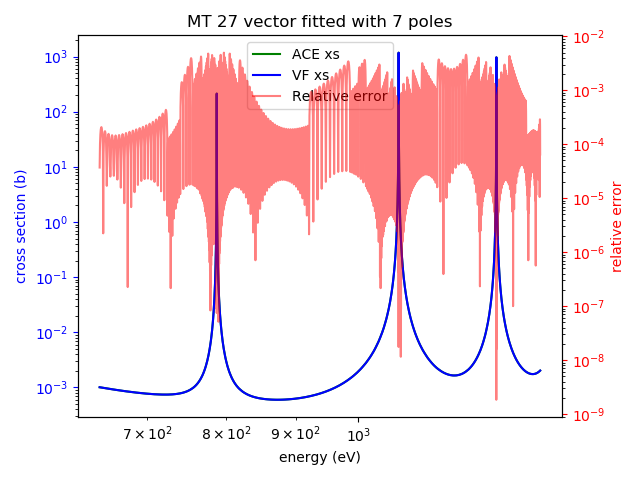 MT 27 vector fitted with 7 poles
ACE xs
VF xs
Relative error
cross section (b)
10³
10²
10¹
10⁰
10⁻¹
10⁻²
10⁻³
7 × 10²
8 × 10²
9 × 10²
10³
energy (eV)
10⁻²
10⁻³
10⁻⁴
10⁻⁵
10⁻⁶
10⁻⁷
10⁻⁸
10⁻⁹
relative error